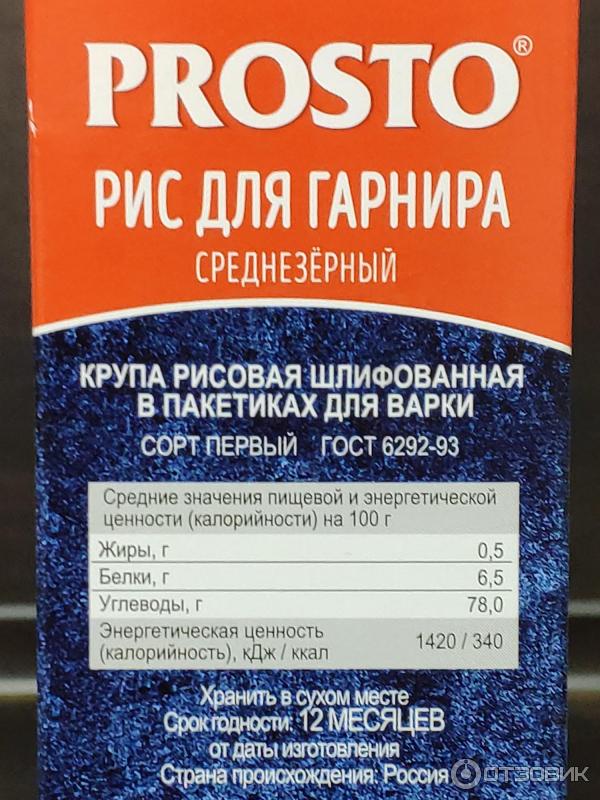 PROSTO®
РИС ДЛЯ ГАРНИРА
СРЕДНЕЗЁРНЫЙ
КРУПА РИСОВАЯ ШЛИФОВАННАЯ
В ПАКЕТИКАХ ДЛЯ ВАРКИ
СОРТ ПЕРВЫЙ ГОСТ 6292-93
Средние значения пищевой и энергетической
ценности (калорийности) на 100 г
Жиры, г 0,5
Белки, г 6,5
Углеводы, г 78,0
Энергетическая ценность
(калорийность), кДж / ккал 1420 / 340
Хранить в сухом месте
Срок годности: 12 МЕСЯЦЕВ
от даты изготовления
Страна происхождения: Россия
ОТЗОВИК